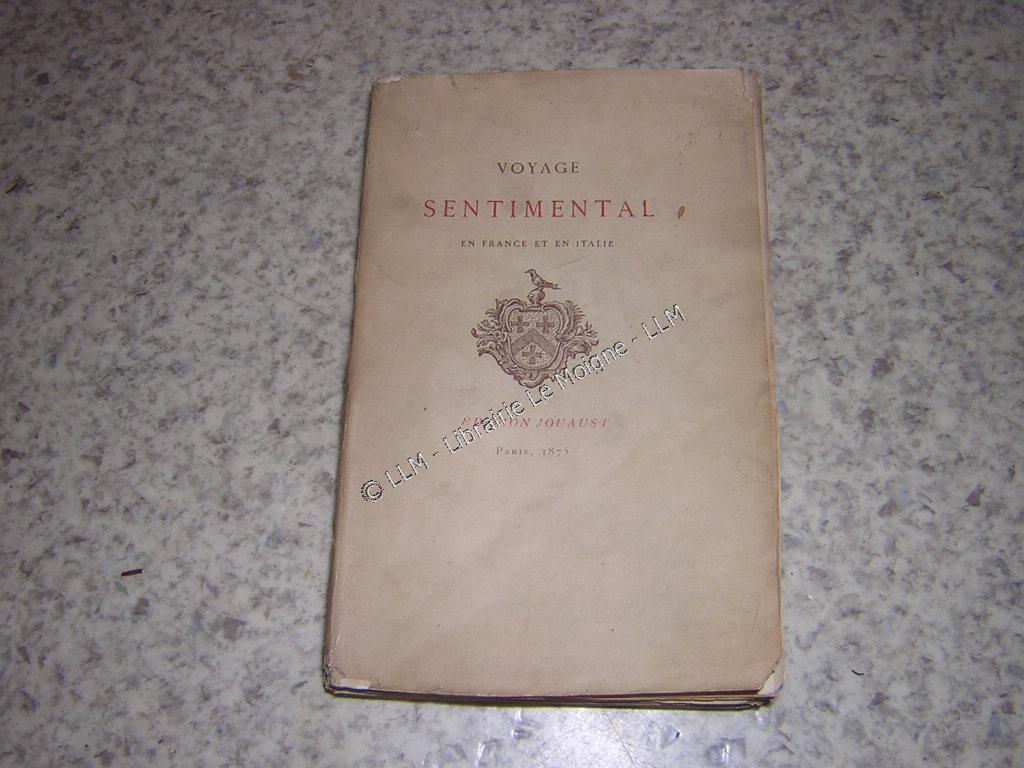 VOYAGE
SENTIMENTAL
EN FRANCE ET EN ITALIE
ÉDITION JOUAUST
PARIS, 1875
© LLM - Librairie Le Moigne - LLM